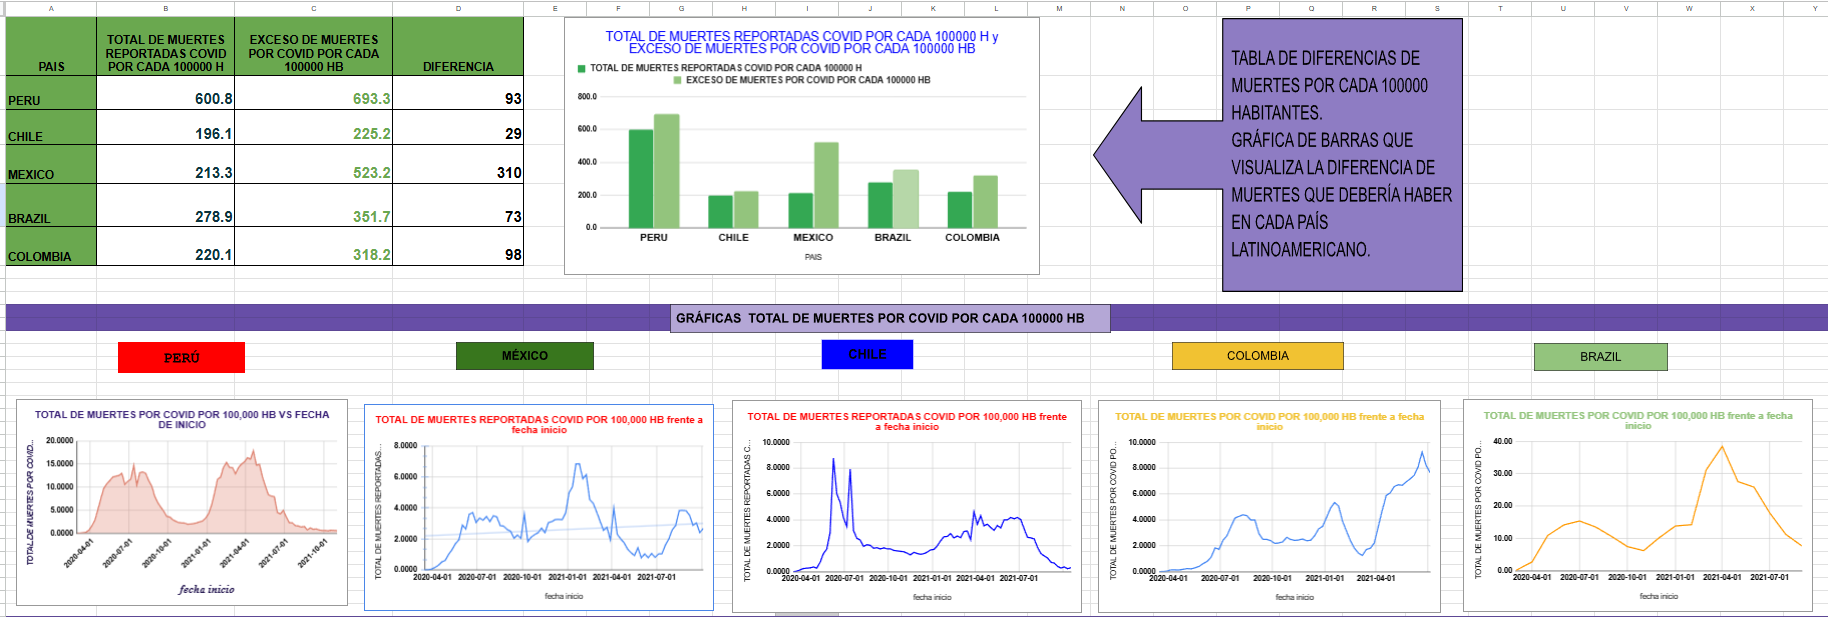 A B C D E F G H I J K L M N O P Q R S T U V W X Y
PAIS
TOTAL DE MUERTES
REPORTADAS COVID
POR CADA 100000 H
EXCESO DE MUERTES
POR COVID POR CADA
100000 HB
DIFERENCIA
PERU 600.8 693.3 93
CHILE 196.1 225.2 29
MEXICO 213.3 523.2 310
BRAZIL 278.9 351.7 73
COLOMBIA 220.1 318.2 98
TOTAL DE MUERTES REPORTADAS COVID POR CADA 100000 H y
EXCESO DE MUERTES POR COVID POR CADA 100000 HB
TOTAL DE MUERTES REPORTADAS COVID POR CADA 100000 H
EXCESO DE MUERTES POR COVID POR CADA 100000 HB
800.0
600.0
400.0
200.0
0.0
PERU CHILE MEXICO BRAZIL COLOMBIA
PAIS
TABLA DE DIFERENCIAS DE
MUERTES POR CADA 100000
HABITANTES.
GRÁFICA DE BARRAS QUE
VISUALIZA LA DIFERENCIA DE
MUERTES QUE DEBERÍA HABER
EN CADA PAÍS
LATINOAMERICANO.
GRÁFICAS TOTAL DE MUERTES POR COVID POR CADA 100000 HB
PERÚ
MÉXICO
CHILE
COLOMBIA
BRAZIL
TOTAL DE MUERTES POR COVID POR 100,000 HB VS FECHA
DE INICIO
TOTAL DE MUERTES POR COVID...
20.0000
15.0000
10.0000
5.0000
0.0000
2020-04-01 2020-07-01 2020-10-01 2021-01-01 2021-04-01 2021-07-01 2021-10-01
fecha inicio
TOTAL DE MUERTES REPORTADAS COVID POR 100,000 HB frente a
fecha inicio
TOTAL DE MUERTES REPORTADAS...
8.0000
6.0000
4.0000
2.0000
0.0000
2020-04-01 2020-07-01 2020-10-01 2021-01-01 2021-04-01 2021-07-01
fecha inicio
TOTAL DE MUERTES REPORTADAS COVID POR 100,000 HB frente
a fecha inicio
TOTAL DE MUERTES REPORTADAS C...
10.0000
8.0000
6.0000
4.0000
2.0000
0.0000
2020-04-01 2020-07-01 2020-10-01 2021-01-01 2021-04-01 2021-07-01
fecha inicio
TOTAL DE MUERTES POR COVID POR 100,000 HB frente a fecha
inicio
TOTAL DE MUERTES POR COVID PO...
10.0000
8.0000
6.0000
4.0000
2.0000
0.0000
2020-04-01 2020-07-01 2020-10-01 2021-01-01 2021-04-01
fecha inicio
TOTAL DE MUERTES POR COVID POR 100,000 HB frente a fecha
inicio
TOTAL DE MUERTES POR COVID PO...
40.00
30.00
20.00
10.00
0.00
2020-04-01 2020-07-01 2020-10-01 2021-01-01 2021-04-01 2021-07-01
fecha inicio